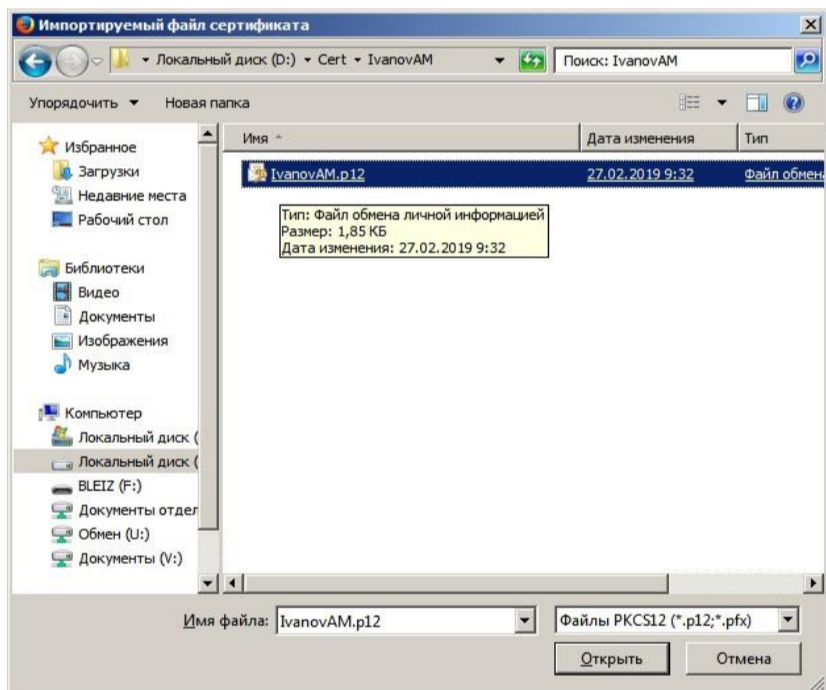 Импортируемый файл сертификата
Локальный диск (D:) Cert IvanovAM
Поиск: IvanovAM
Упорядочить Новая папка
Имя Дата изменения Тип
Избранное
Загрузки
Недавние места
Рабочий стол
Библиотеки
Видео
Документы
Изображения
Музыка
Компьютер
Локальный диск (
Локальный диск (
BLEIZ (F:)
Документы отдел
Обмен (U:)
Документы (V:)
IvanovAM.p12 27.02.2019 9:32 Файл обмен
Тип: Файл обмена личной информацией
Размер: 1,85 КБ
Дата изменения: 27.02.2019 9:32
Имя файла: IvanovAM.p12
Файлы PKCS12 (*.p12;*.pfx)
Открыть Отмена